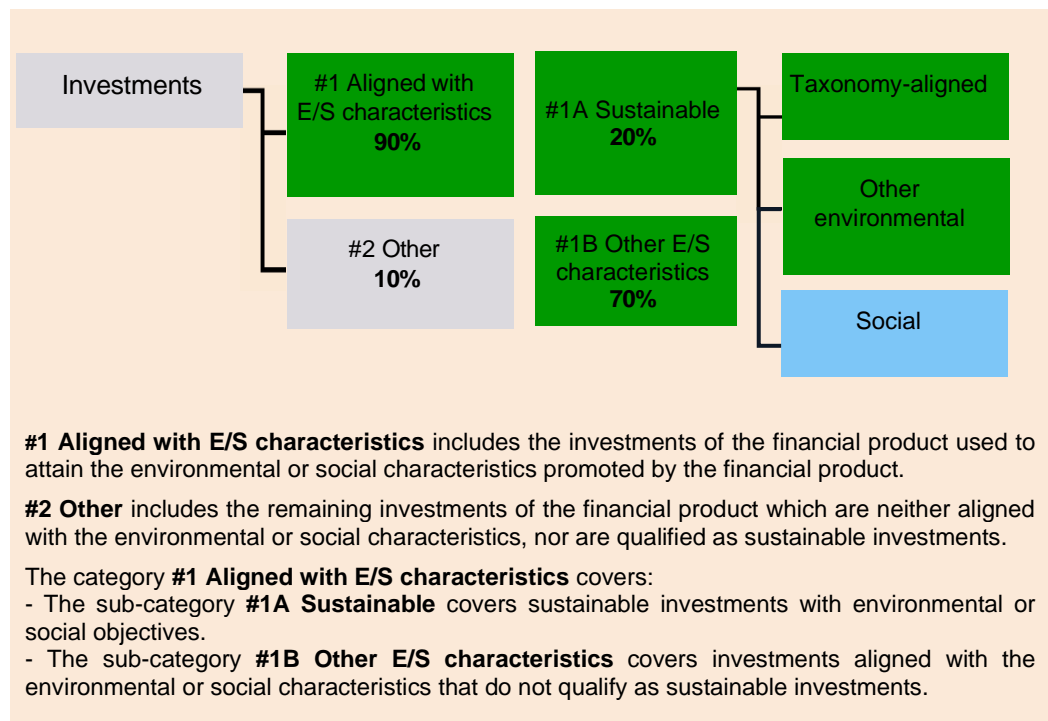 Investments
#1 Aligned with
E/S characteristics
90%
#2 Other
10%
#1A Sustainable
20%
#1B Other E/S
characteristics
70%
Taxonomy-aligned
Other
environmental
Social
#1 Aligned with E/S characteristics includes the investments of the financial product used to
attain the environmental or social characteristics promoted by the financial product.
#2 Other includes the remaining investments of the financial product which are neither aligned
with the environmental or social characteristics, nor are qualified as sustainable investments.
The category #1 Aligned with E/S characteristics covers:
- The sub-category #1A Sustainable covers sustainable investments with environmental or
social objectives.
- The sub-category #1B Other E/S characteristics covers investments aligned with the
environmental or social characteristics that do not qualify as sustainable investments.